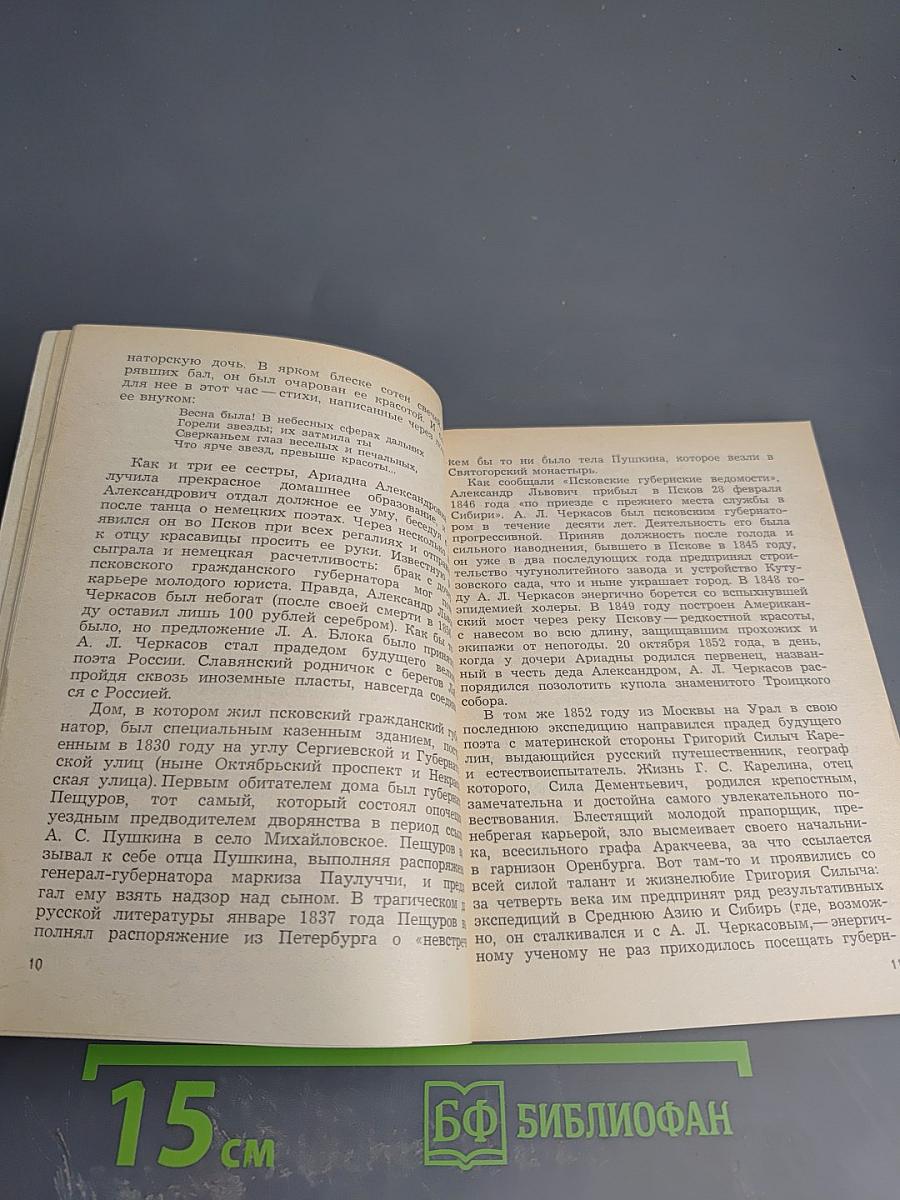 наторскую дочь. В ярком блеске сотен свечей,
рявших бал, он был очарован ее красотой. И
для нее в этот час — стихи, написанные через
ее внуком:
Весна была! В небесных сферах дальних
Горели звезды; их затмила ты
Сверканьем глаз веселых и печальных,
Что ярче звезд, превыше красоты...
Как и три ее сестры, Ариадна Александровна
лучила прекрасное домашнее образование,
Александрович отдал должное ее уму, беседуя
после танца о немецких поэтах. Через несколько
явился он во Псков при всех регалиях и
к отцу красавицы просить ее руки. Известную
сыграла и немецкая расчетливость: брак с
псковского гражданского губернатора мог
карьере молодого юриста. Правда, Александр
Черкасов был небогат (после своей смерти в
ду оставил лишь 100 рублей серебром). Как бы
было, но предложение Л. А. Блока было
А. Л. Черкасов стал прадедом будущего
поэта России. Славянский родничок с берегов
пройдя сквозь иноземные пласты, навсегда
ся с Россией.
Дом, в котором жил псковский гражданский
натор, был специальным казенным зданием,
енным в 1830 году на углу Сергиевской и
ской улиц (ныне Октябрьский проспект и
ская улица). Первым обитателем дома был
Пещуров, тот самый, который состоял
уездным предводителем дворянства в период
А. С. Пушкина в село Михайловское. Пещуров
зывал к себе отца Пушкина, выполняя
генерал-губернатора маркиза Паулуччи, и
гал ему взять надзор над сыном. В трагическом
русской литературы январе 1837 года Пещуров
полнял распоряжение из Петербурга о
10
кем бы то ни было тела Пушкина, которое везли в
Святогорский монастырь.
Как сообщали «Псковские губернские ведомости»,
Александр Львович прибыл в Псков 28 февраля
1846 года «по приезде с прежнего места службы в
Сибири». А. Л. Черкасов был псковским губернато-
ром в течение десяти лет. Деятельность его была
прогрессивной. Приняв должность после голода и
сильного наводнения, бывшего в Пскове в 1845 году,
он уже в два последующих года предпринял строи-
тельство чугунолитейного завода и устройство Куту-
зовского сада, что и ныне украшает город. В 1848 го-
ду А. Л. Черкасов энергично борется со вспыхнувшей
эпидемией холеры. В 1849 году построен Американ-
ский мост через реку Пскову — редкостной красоты,
с навесом во всю длину, защищавшим прохожих и
экипажи от непогоды. 20 октября 1852 года, в день,
когда у дочери Ариадны родился первенец, назван-
ный в честь деда Александром, А. Л. Черкасов рас-
порядился позолотить купола знаменитого Троицкого
собора.
В том же 1852 году из Москвы на Урал в свою
последнюю экспедицию направился прадед будущего
поэта с материнской стороны Григорий Силыч Каре-
лин, выдающийся русский путешественник, географ
и естествоиспытатель. Жизнь Г. С. Карелина, отец
которого, Сила Дементьевич, родился крепостным,
замечательна и достойна самого увлекательного по-
вествования. Блестящий молодой прапорщик, пре-
небрегая карьерой, зло высмеивает своего начальни-
ка, всесильного графа Аракчеева, за что ссылается
в гарнизон Оренбурга. Вот там-то и проявились со
всей силой талант и жизнелюбие Григория Силыча:
за четверть века им предпринят ряд результативных
экспедиций в Среднюю Азию и Сибирь (где, возмож-
но, он сталкивался и с А. Л. Черкасовым,— энергич-
ному ученому не раз приходилось посещать губерн-
15 см
БФ БИБЛИОФАН